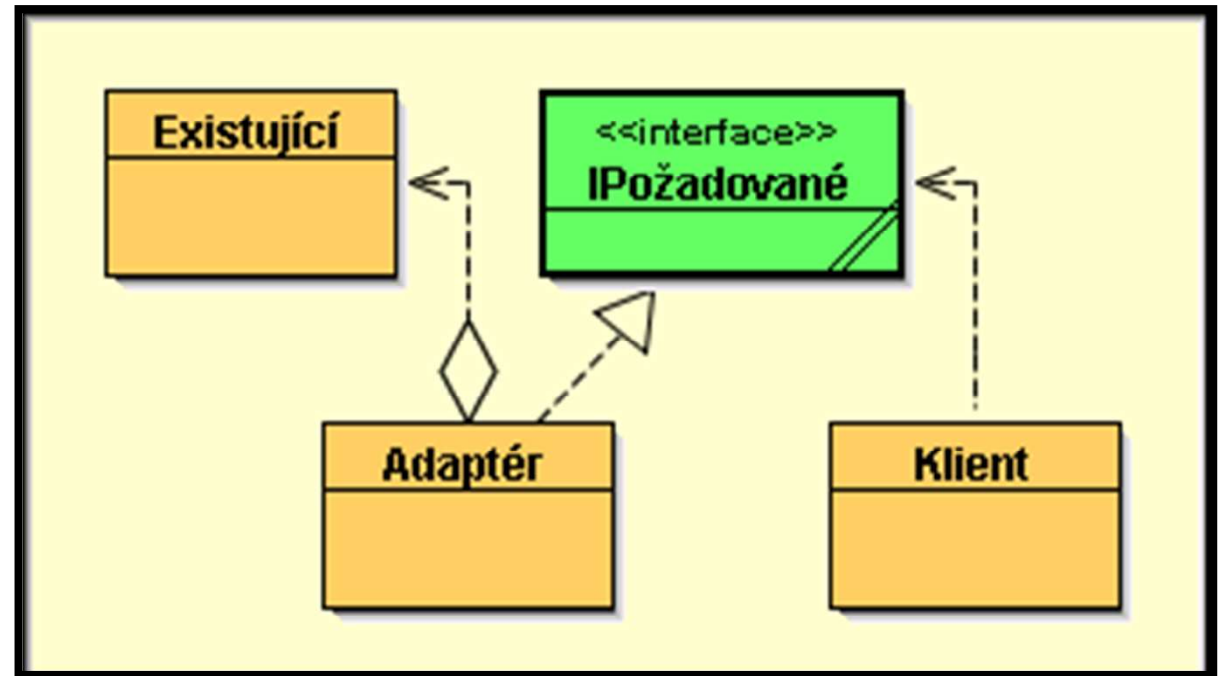 Existující
<<interface>>
IPožadované
Adaptér
Klient